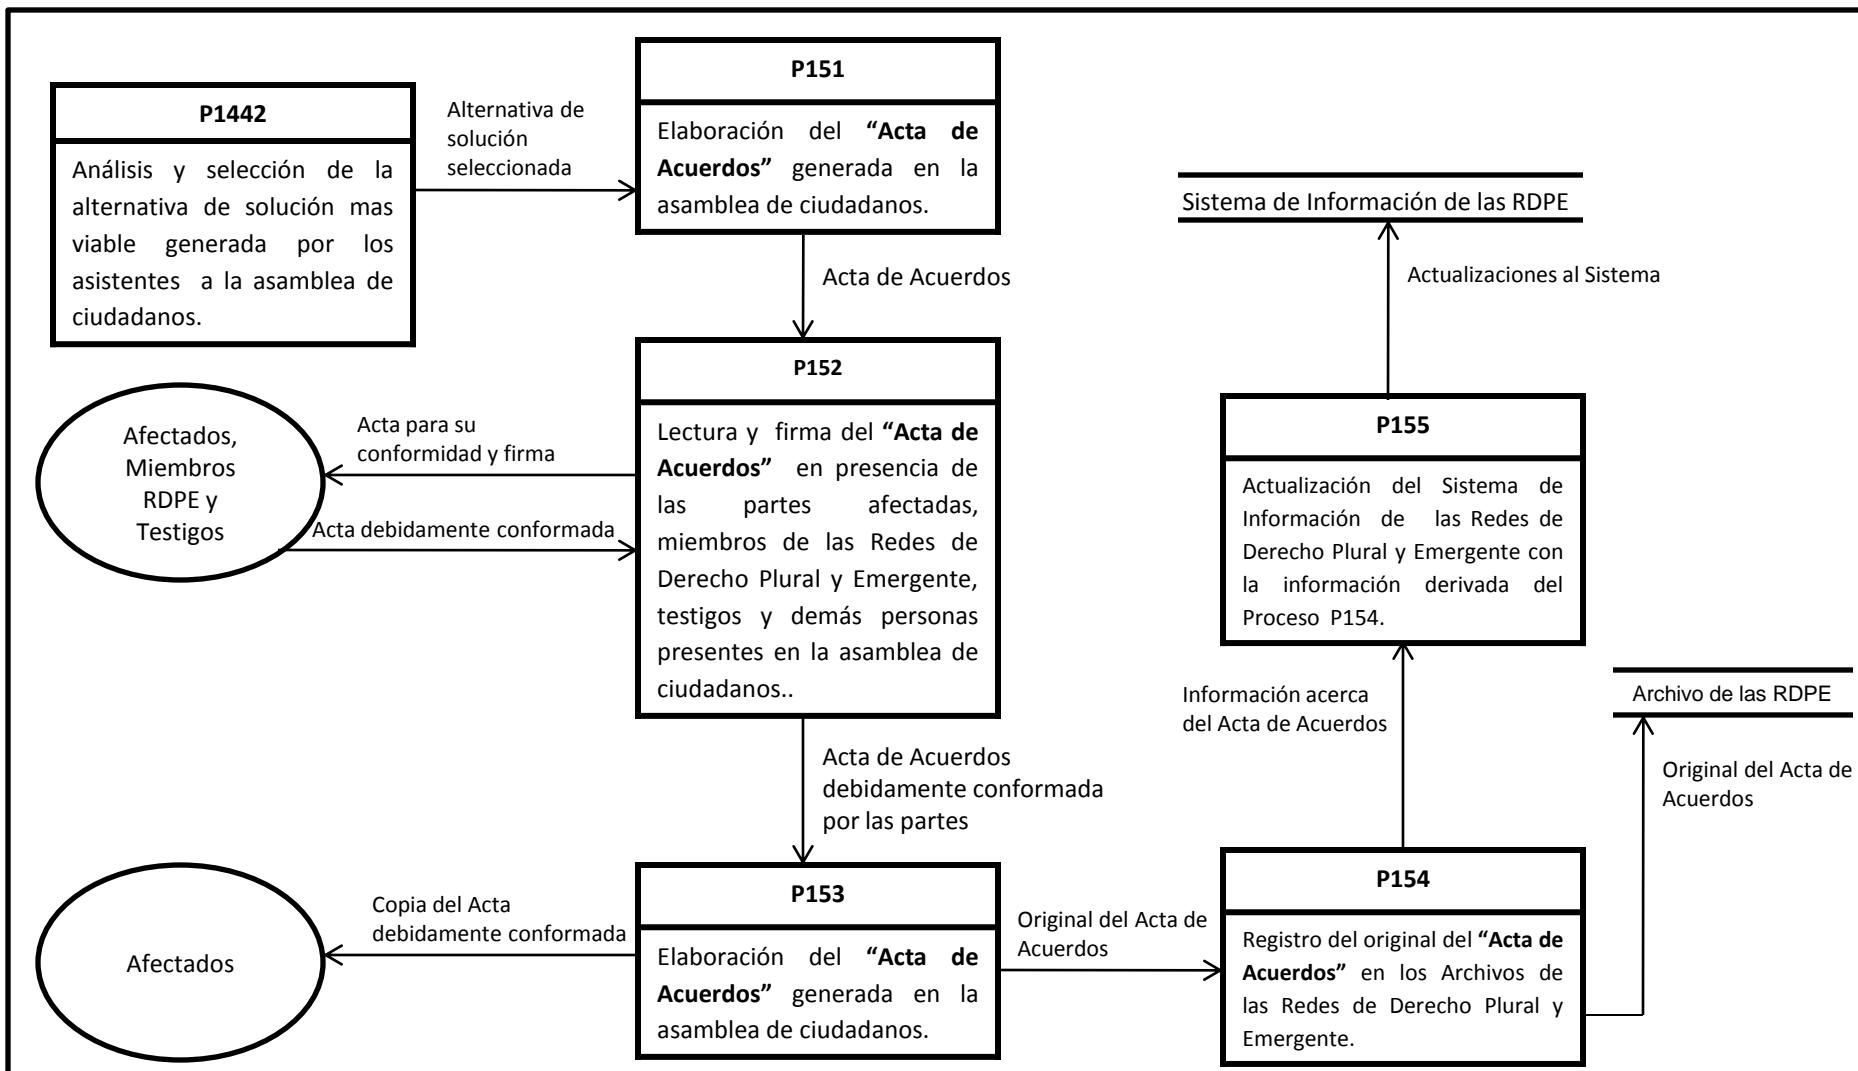 P1442
Análisis y selección de la
alternativa de solución mas
viable generada por los
asistentes a la asamblea de
ciudadanos.
Alternativa de
solución
seleccionada
P151
Elaboración del “Acta de
Acuerdos” generada en la
asamblea de ciudadanos.
Acta de Acuerdos
P152
Lectura y firma del “Acta de
Acuerdos” en presencia de
las partes afectadas,
miembros de las Redes de
Derecho Plural y Emergente,
testigos y demás personas
presentes en la asamblea de
ciudadanos..
Afectados,
Miembros
RDPE y
Testigos
Acta para su
conformidad y firma
Acta debidamente conformada
Acta de Acuerdos
debidamente conformada
por las partes
P153
Elaboración del “Acta de
Acuerdos” generada en la
asamblea de ciudadanos.
Copia del Acta
debidamente conformada
Afectados
Original del Acta de
Acuerdos
P154
Registro del original del “Acta de
Acuerdos” en los Archivos de
las Redes de Derecho Plural y
Emergente.
Original del Acta de
Acuerdos
Archivo de las RDPE
Información acerca
del Acta de Acuerdos
P155
Actualización del Sistema de
Información de las Redes de
Derecho Plural y Emergente con
la información derivada del
Proceso P154.
Actualizaciones al Sistema
Sistema de Información de las RDPE